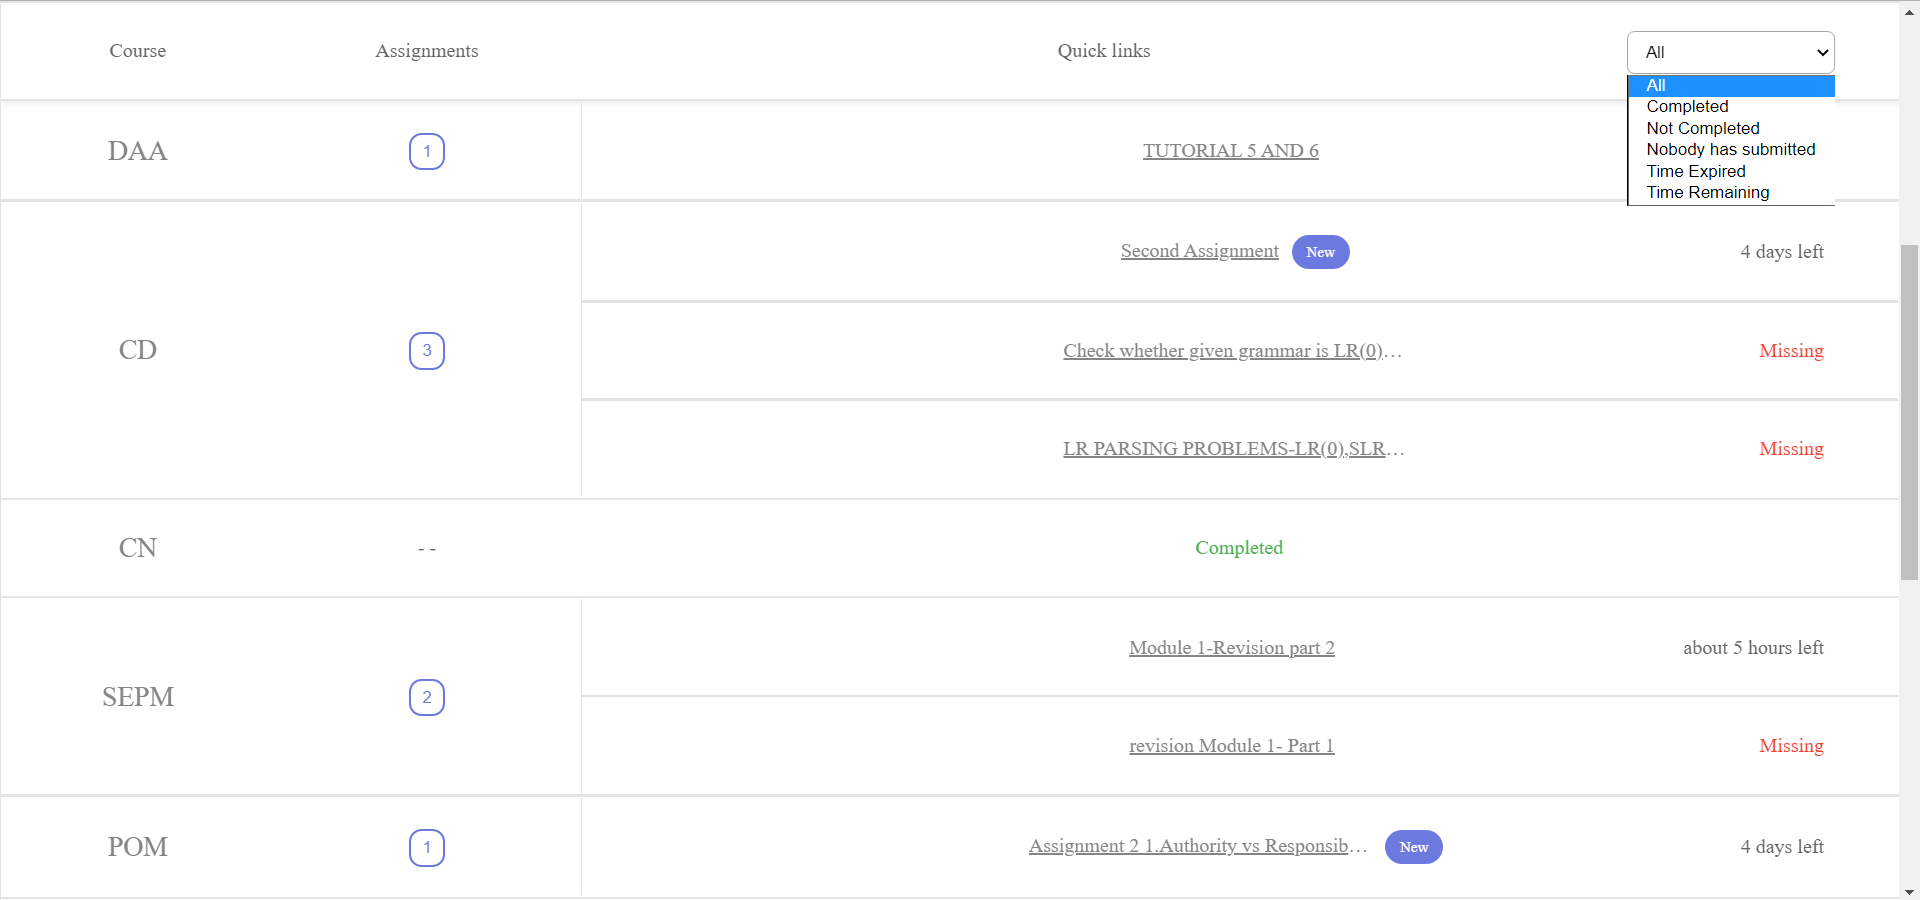 Course Assignments Quick links All
All
Completed
Not Completed
Nobody has submitted
Time Expired
Time Remaining
DAA 1 TUTORIAL 5 AND 6
Second Assignment New 4 days left
CD 3 Check whether given grammar is LR(0)... Missing
LR PARSING PROBLEMS-LR(0),SLR... Missing
CN - - Completed
Module 1-Revision part 2 about 5 hours left
SEPM 2
revision Module 1- Part 1 Missing
POM 1 Assignment 2 1.Authority vs Responsib... New 4 days left